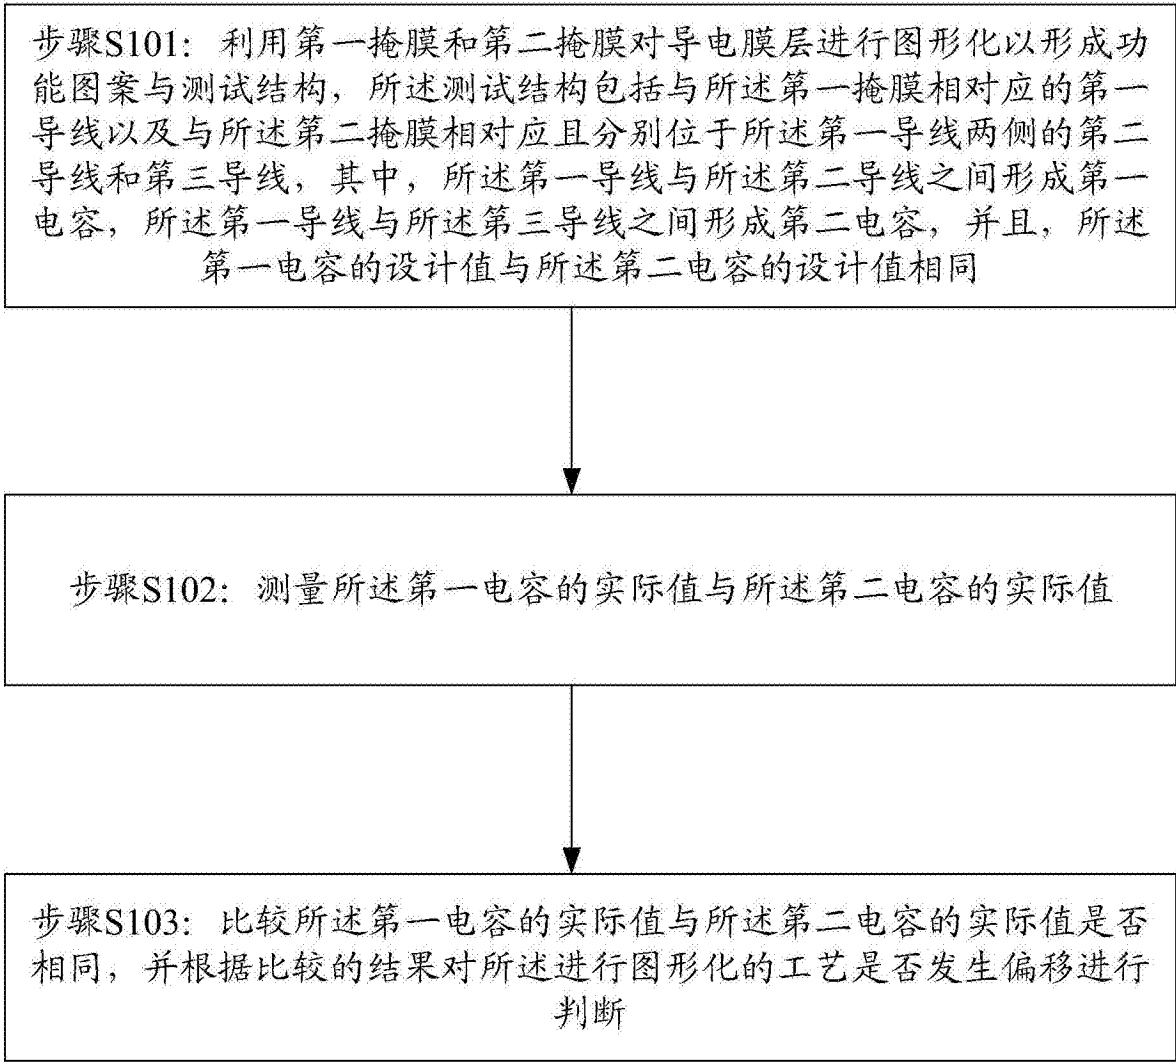 步骤S101：利用第一掩膜和第二掩膜对导电膜层进行图形化以形成功
能图案与测试结构，所述测试结构包括与所述第一掩膜相对应的第一
导线以及与所述第二掩膜相对应且分别位于所述第一导线两侧的第二
导线和第三导线，其中，所述第一导线与所述第二导线之间形成第一
电容，所述第一导线与所述第三导线之间形成第二电容，并且，所述
第一电容的设计值与所述第二电容的设计值相同
步骤S102：测量所述第一电容的实际值与所述第二电容的实际值
步骤S103：比较所述第一电容的实际值与所述第二电容的实际值是否
相同，并根据比较的结果对所述进行图形化的工艺是否发生偏移进行
判断